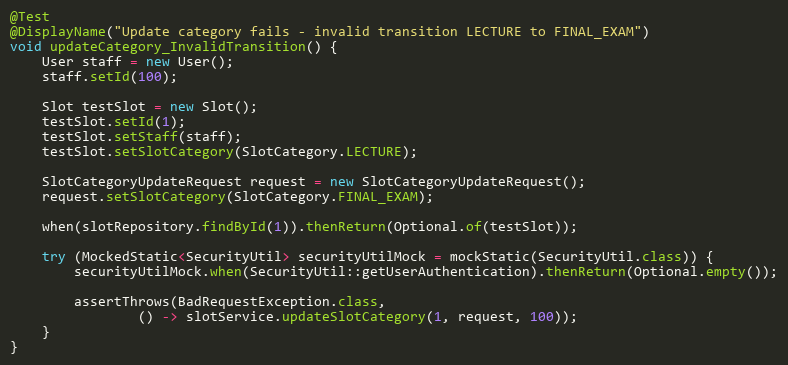 @Test
@DisplayName("Update category fails - invalid transition LECTURE to FINAL_EXAM")
void updateCategory_InvalidTransition() {
    User staff = new User();
    staff.setId(100);

    Slot testSlot = new Slot();
    testSlot.setId(1);
    testSlot.setStaff(staff);
    testSlot.setSlotCategory(SlotCategory.LECTURE);

    SlotCategoryUpdateRequest request = new SlotCategoryUpdateRequest();
    request.setSlotCategory(SlotCategory.FINAL_EXAM);

    when(slotRepository.findById(1)).thenReturn(Optional.of(testSlot));

    try (MockedStatic<SecurityUtil> securityUtilMock = mockStatic(SecurityUtil.class)) {
        securityUtilMock.when(SecurityUtil::getUserAuthentication).thenReturn(Optional.empty());

        assertThrows(BadRequestException.class,
                () -> slotService.updateSlotCategory(1, request, 100));
    }
}